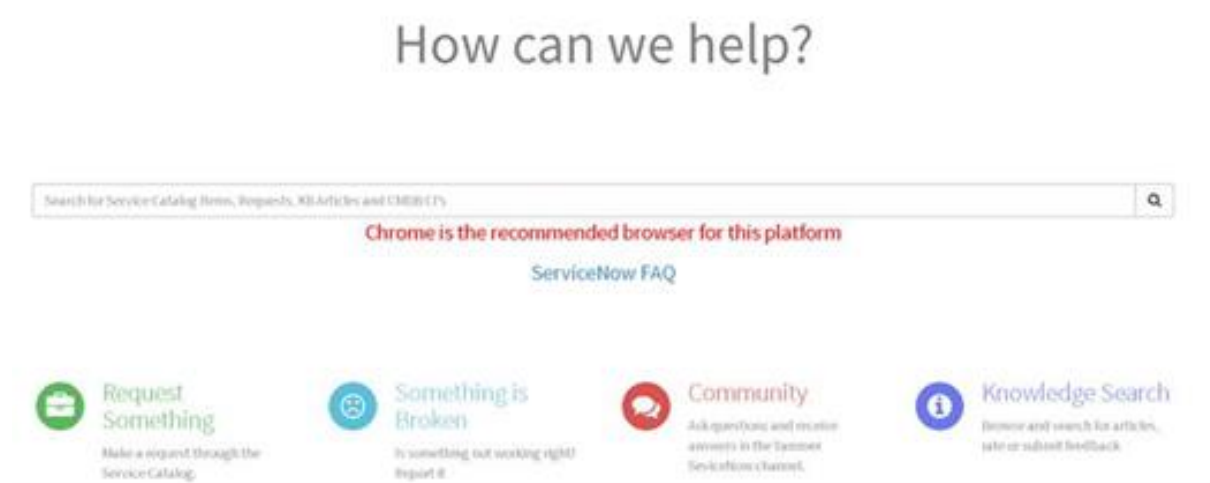 How can we help?
Search for Service Catalog Items, Requests, KB Articles and CMDB CI's
Chrome is the recommended browser for this platform
ServiceNow FAQ
Request
Something
Make a request through the
Service Catalog.
Something is
Broken
Is something not working right?
Report it
Community
Ask questions and receive
answers in the Yammer
SeviceNow channel.
Knowledge Search
Browse and search for articles,
rate or submit feedback